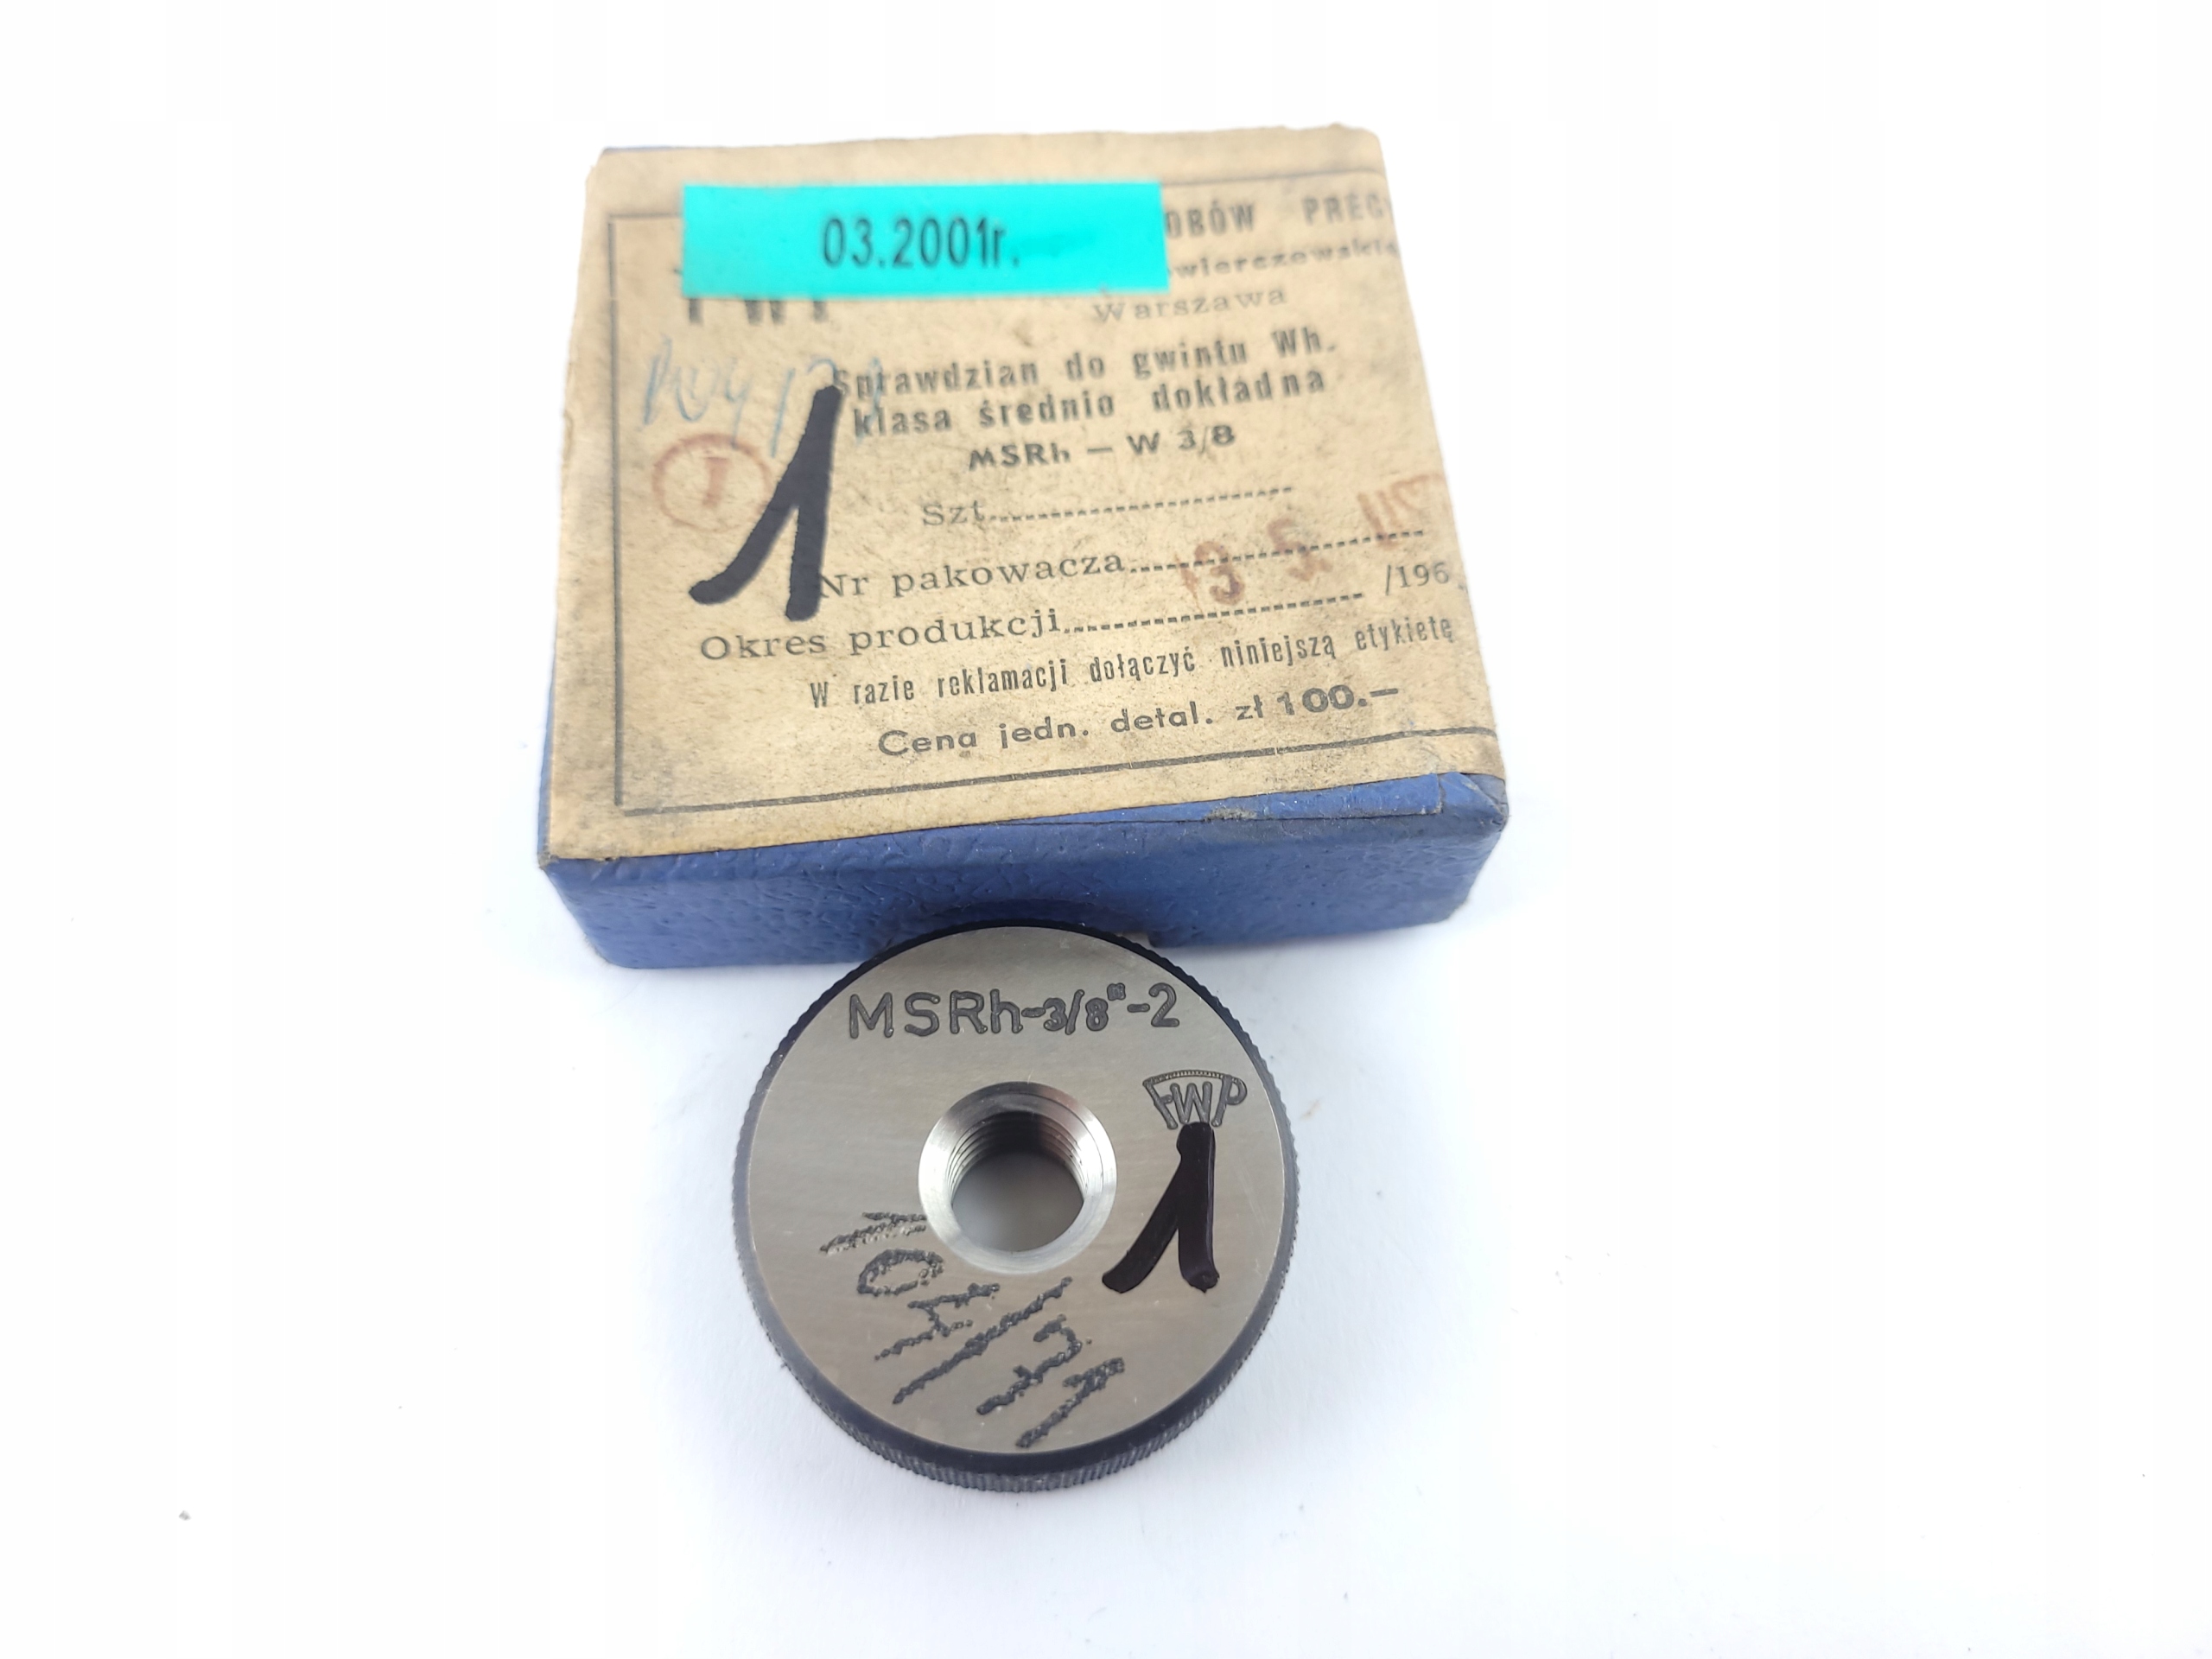 03.2001r.
OBÓW PREC
wierczewskie
Warszawa
Sprawdzian do gwintu Wh.
klasa średnio dokładna
MSRh — W 3/8
I
1
Szt.
Nr pakowacza
Okres produkcji /196
W razie reklamacji dołączyć niniejszą etykietę
Cena jedn. detal. zł 100.—
MSRh-3/8"-2
FWP
1